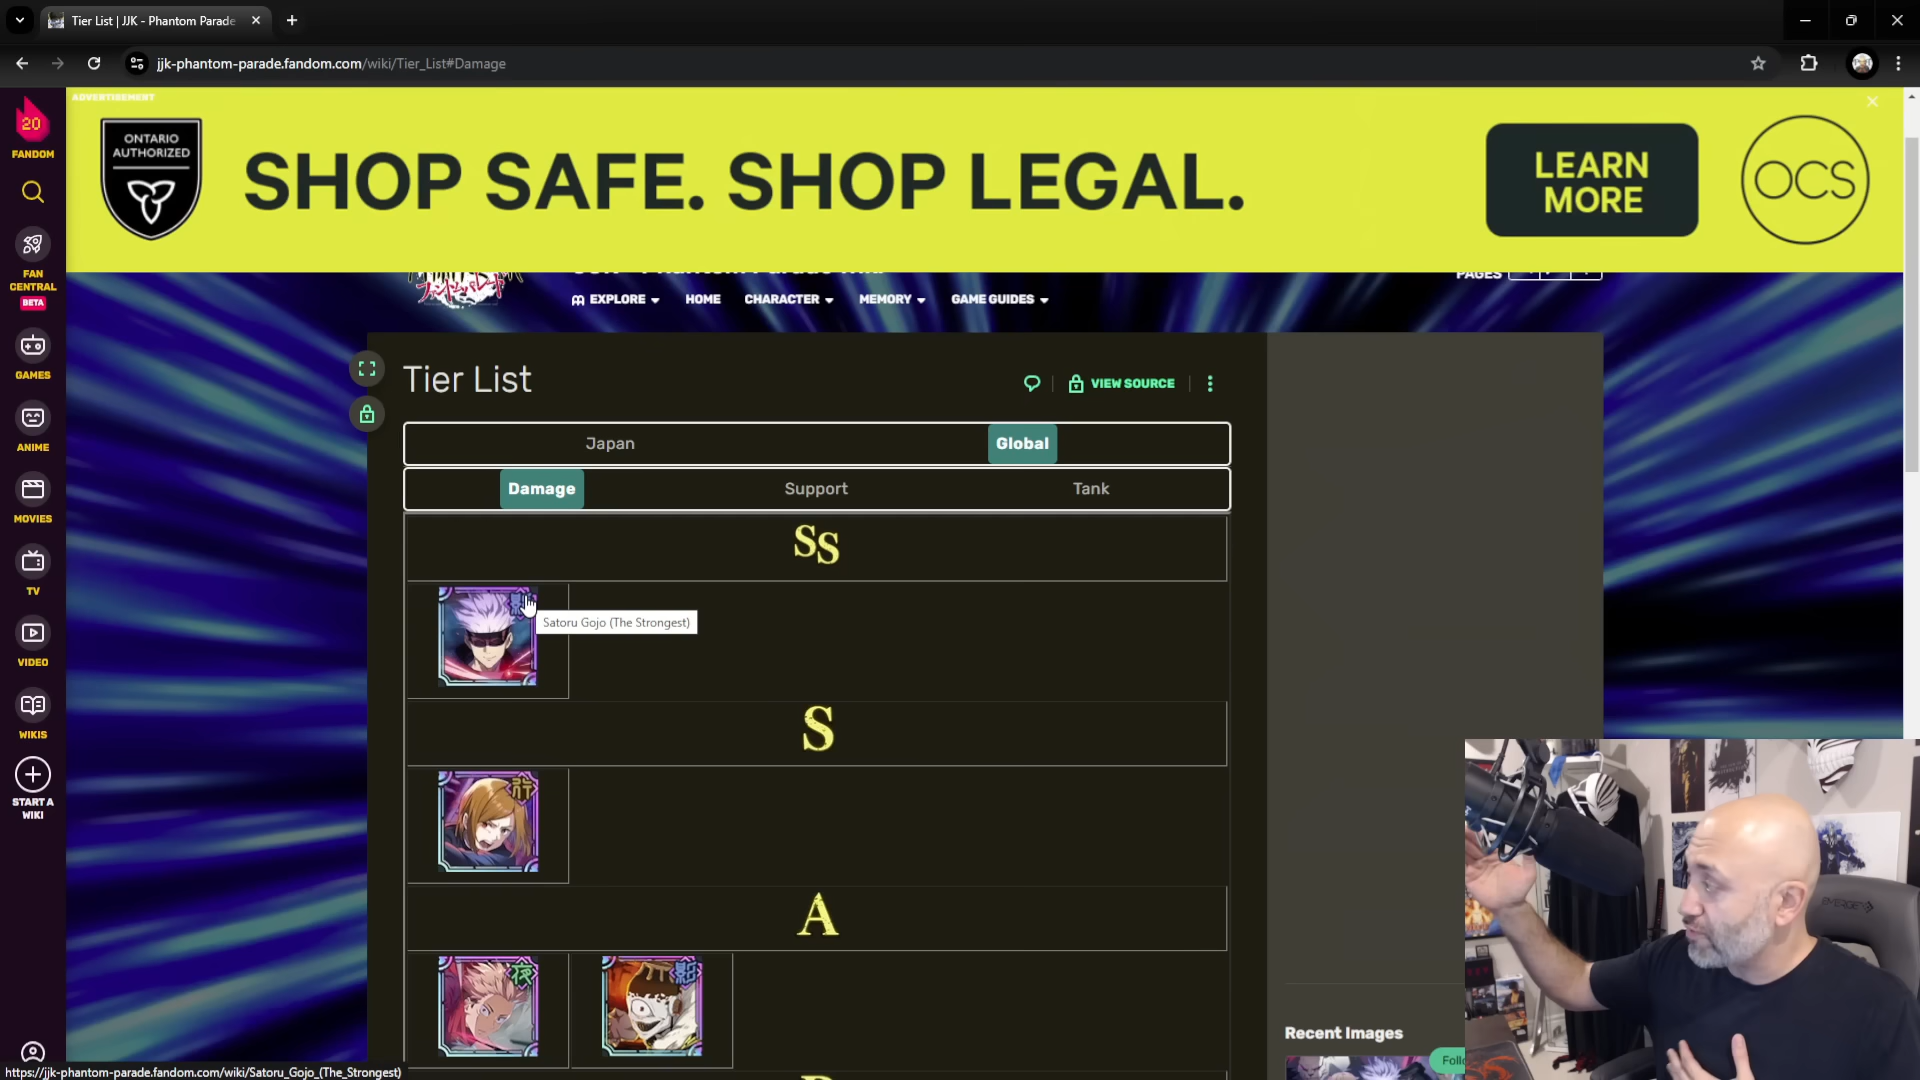 Tier List | JJK - Phantom Parade
jjk-phantom-parade.fandom.com/wiki/Tier_List#Damage
ADVERTISEMENT
ONTARIO
AUTHORIZED
SHOP SAFE. SHOP LEGAL.
LEARN
MORE
OCS
20
FANDOM
FAN
CENTRAL
BETA
GAMES
ANIME
MOVIES
TV
VIDEO
WIKIS
START A
WIKI
PAGES
EXPLORE
HOME
CHARACTER
MEMORY
GAME GUIDES
Tier List
VIEW SOURCE
Japan
Global
Damage
Support
Tank
SS
Satoru Gojo (The Strongest)
S
A
Recent Images
https://jjk-phantom-parade.fandom.com/wiki/Satoru_Gojo_(The_Strongest)